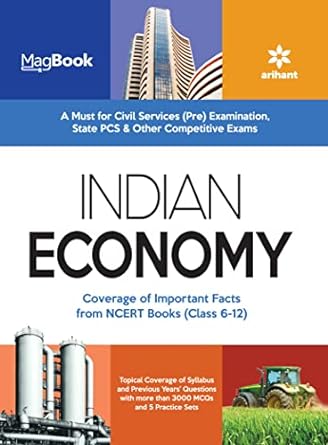 MagBook
arihant
A Must for Civil Services (Pre) Examination,
State PCS & Other Competitive Exams
INDIAN
ECONOMY
Coverage of Important Facts
from NCERT Books (Class 6-12)
Topical Coverage of Syllabus
and Previous Years' Questions
with more than 3000 MCQs
and 5 Practice Sets